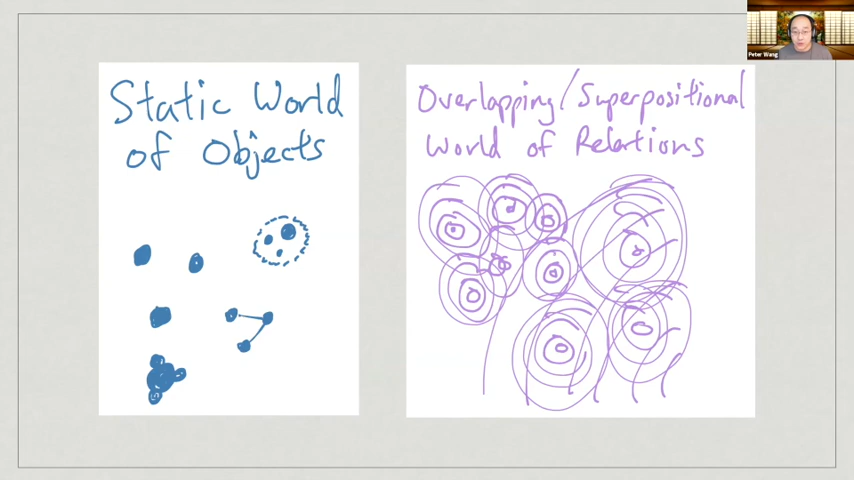 Static World
of Objects
Overlapping/Superpositional
World of Relations
Peter Wang